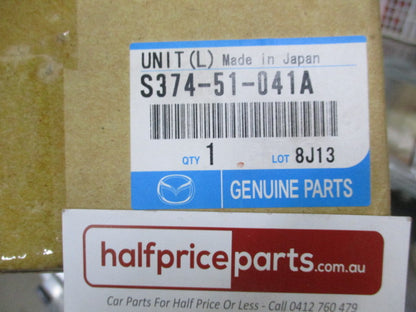 UNIT(L) Made in Japan
S374-51-041A
QTY 1 LOT 8J13
GENUINE PARTS
halfpriceparts.com.au
Car Parts For Half Price Or Less - Call 0412 760 479